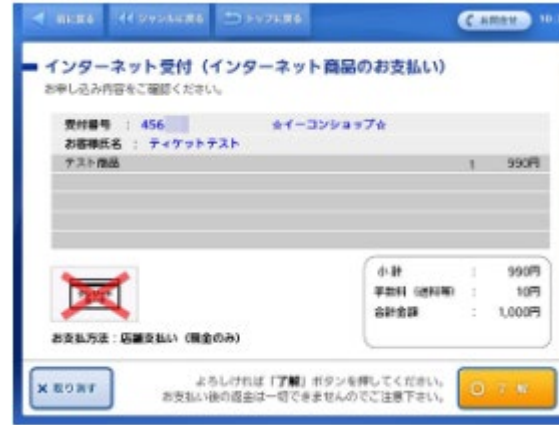 前に戻る ジャンルに戻る トップに戻る お問合せ
インターネット受付（インターネット商品のお支払い）
お申し込み内容をご確認ください。
受付番号 : 456 ☆イーコンショップ☆
お客様氏名 : ティケットテスト
テスト商品 1 990円
小計 : 990円
手数料（送料等） : 10円
合計金額 : 1,000円
お支払方法：店舗支払い（現金のみ）
よろしければ「了解」ボタンを押してください。
お支払い後の返金は一切できませんのでご注意下さい。
× 取り消す
○ 了解